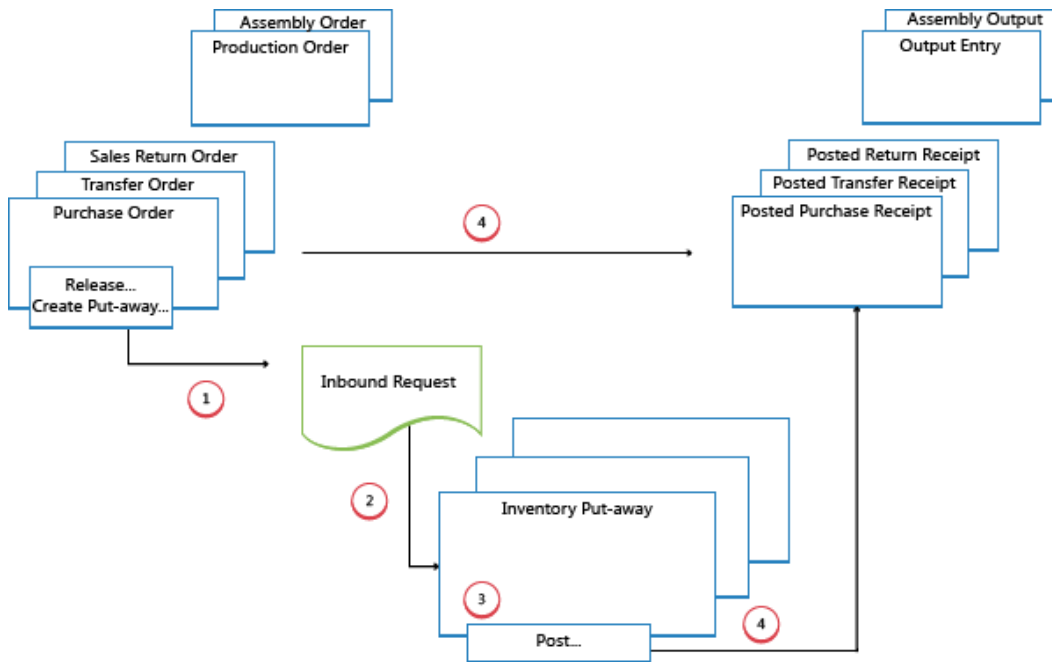 Assembly Order
Production Order
Assembly Output
Output Entry
Sales Return Order
Transfer Order
Purchase Order
Release...
Create Put-away...
4
Posted Return Receipt
Posted Transfer Receipt
Posted Purchase Receipt
1
Inbound Request
2
Inventory Put-away
3
Post...
4